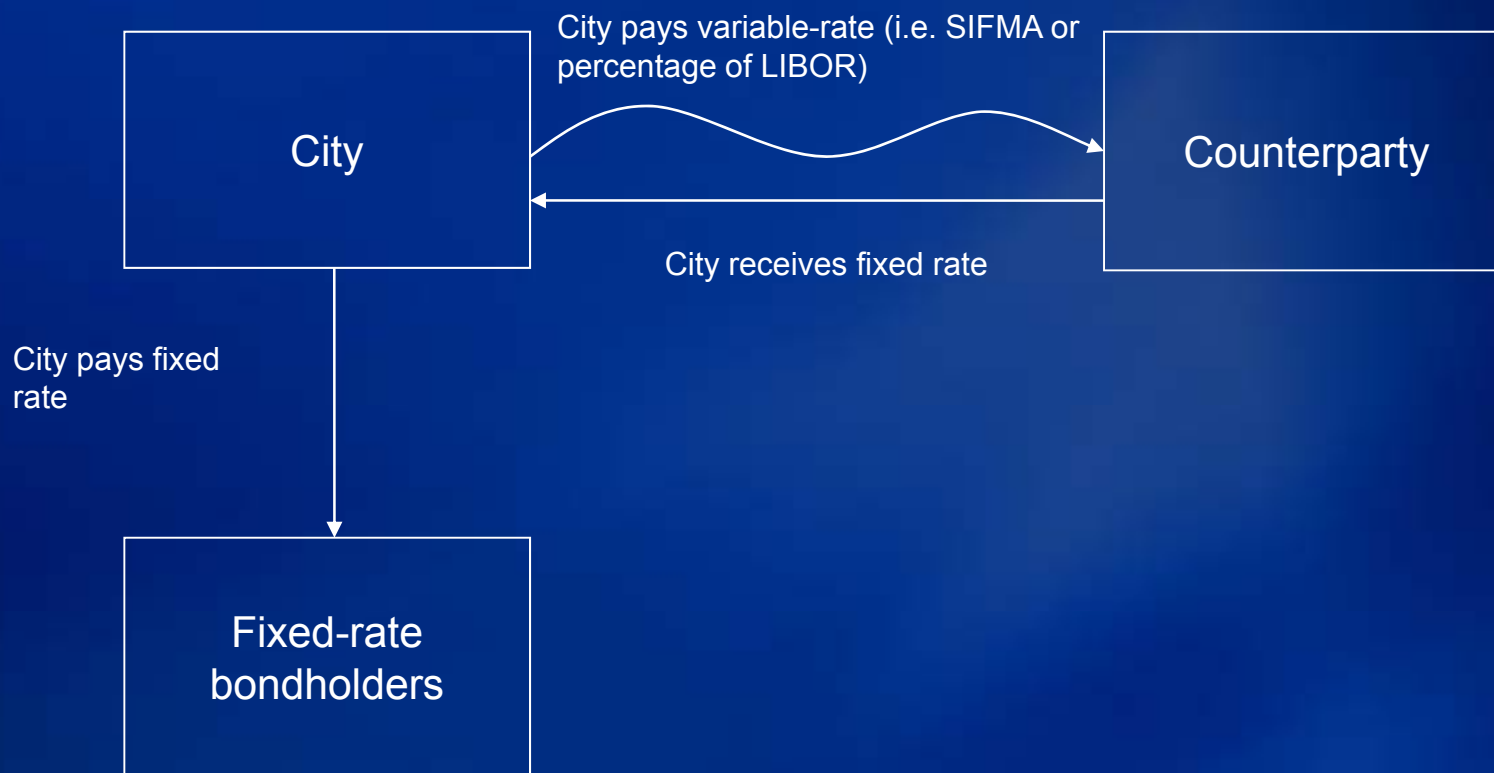 City pays variable-rate (i.e. SIFMA or
percentage of LIBOR)
City
Counterparty
City receives fixed rate
City pays fixed
rate
Fixed-rate
bondholders